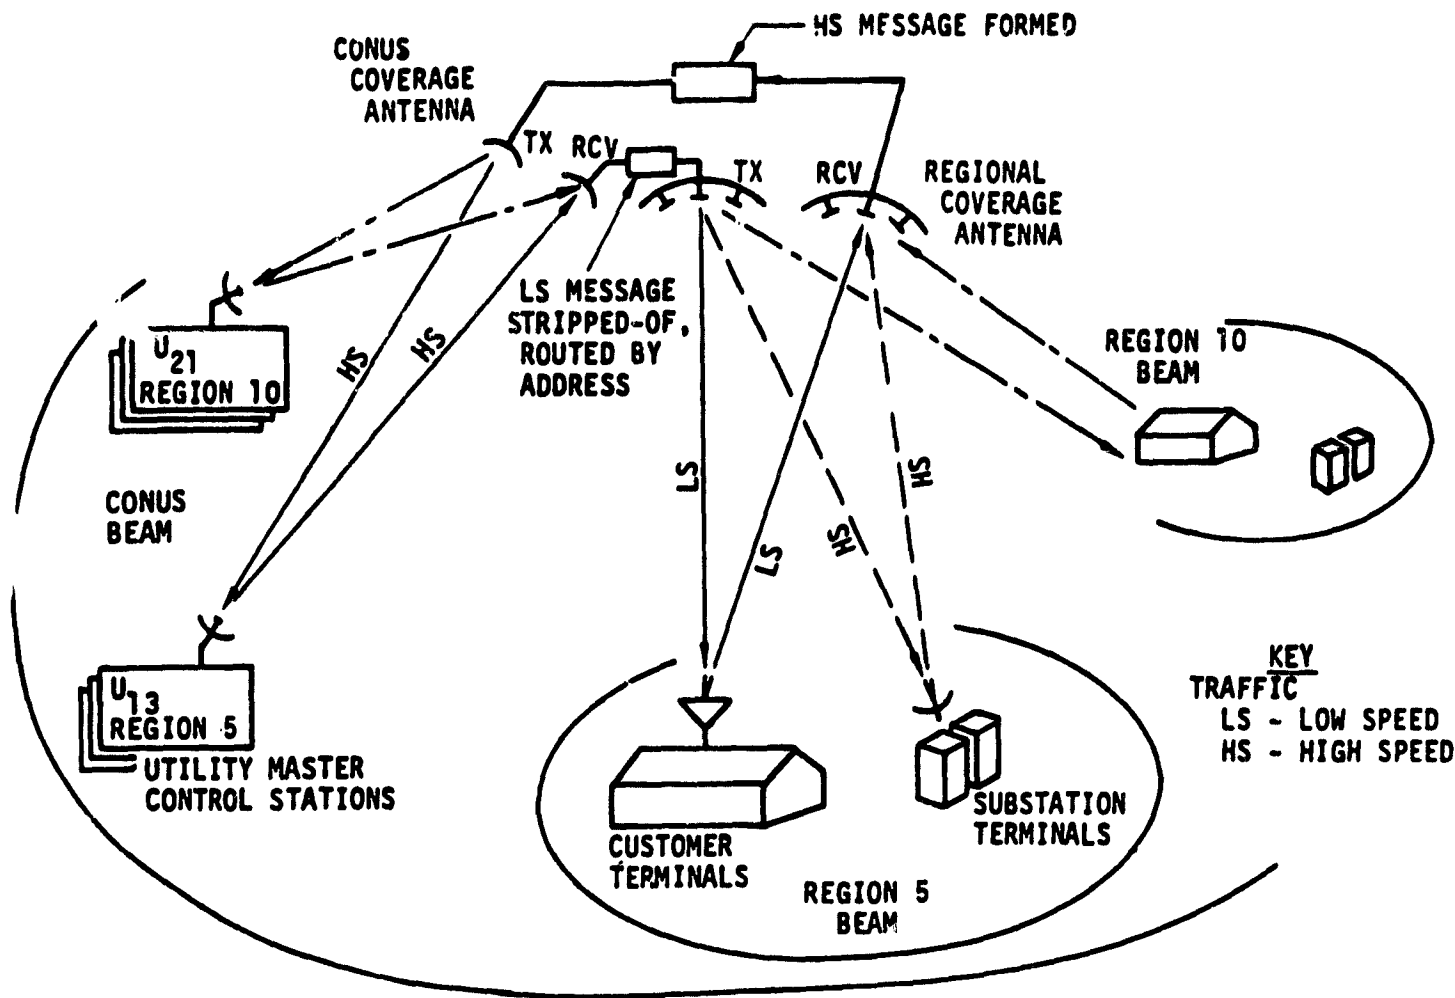 HS MESSAGE FORMED
CONUS
COVERAGE
ANTENNA
TX
RCV
TX
RCV
REGIONAL
COVERAGE
ANTENNA
LS MESSAGE
STRIPPED-OF,
ROUTED BY
ADDRESS
U21
REGION 10
HS
HS
REGION 10
BEAM
CONUS
BEAM
LS
LS
HS
HS
U13
REGION 5
UTILITY MASTER
CONTROL STATIONS
CUSTOMER
TERMINALS
SUBSTATION
TERMINALS
REGION 5
BEAM
KEY
TRAFFIC
LS - LOW SPEED
HS - HIGH SPEED